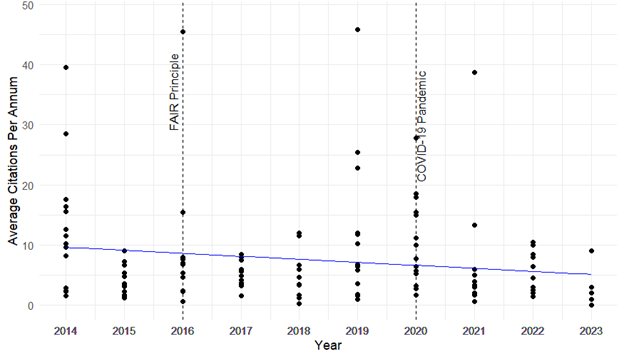 50
40
30
20
10
0
Average Citations Per Annum
FAIR Principle
COVID-19 Pandemic
2014 2015 2016 2017 2018 2019 2020 2021 2022 2023
Year